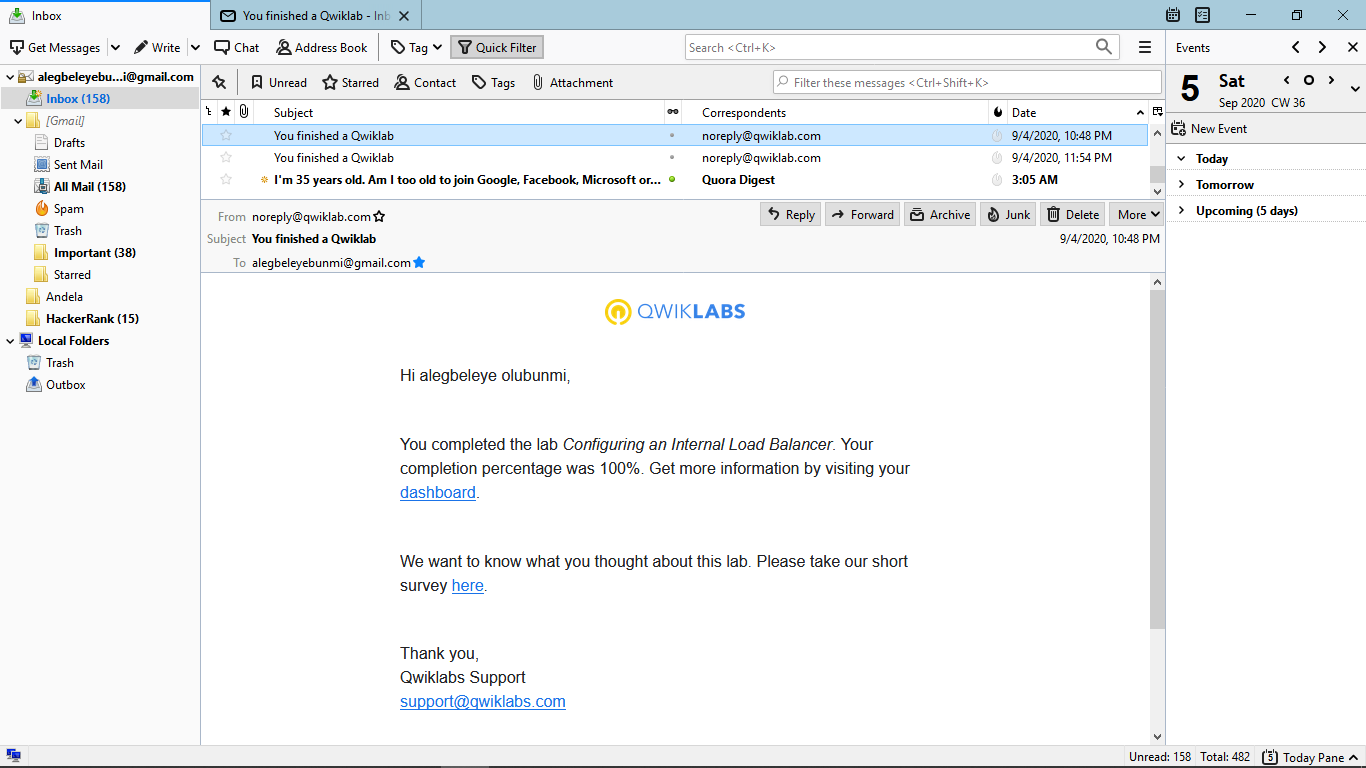 Inbox
You finished a Qwiklab - Inb
Get Messages Write Chat Address Book Tag Quick Filter Search <Ctrl+K>
alegbeleyebu...i@gmail.com
Inbox (158)
[Gmail]
Drafts
Sent Mail
All Mail (158)
Spam
Trash
Important (38)
Starred
Andela
HackerRank (15)
Local Folders
Trash
Outbox
Unread Starred Contact Tags Attachment Filter these messages <Ctrl+Shift+K>
Subject Correspondents Date
You finished a Qwiklab noreply@qwiklab.com 9/4/2020, 10:48 PM
You finished a Qwiklab noreply@qwiklab.com 9/4/2020, 11:54 PM
I'm 35 years old. Am I too old to join Google, Facebook, Microsoft or... Quora Digest 3:05 AM
From noreply@qwiklab.com Reply Forward Archive Junk Delete More
Subject You finished a Qwiklab 9/4/2020, 10:48 PM
To alegbeleyebunmi@gmail.com
QWIKLABS
Hi alegbeleye olubunmi,
You completed the lab Configuring an Internal Load Balancer. Your
completion percentage was 100%. Get more information by visiting your
dashboard.
We want to know what you thought about this lab. Please take our short
survey here.
Thank you,
Qwiklabs Support
support@qwiklabs.com
Events
5 Sat
Sep 2020 CW 36
New Event
Today
Tomorrow
Upcoming (5 days)
Unread: 158 Total: 482 5 Today Pane